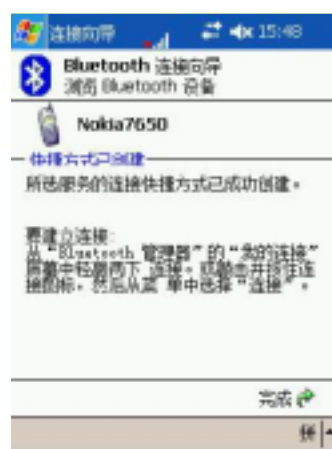 连接向导 15:48
Bluetooth 连接向导
浏览 Bluetooth 设备
Nokia7650
快捷方式已创建
所选服务的连接快捷方式已成功创建。
要建立连接:
从“Bluetooth 管理器”的“我的连接”
屏幕中轻敲两下 连接。或敲击并按住连
接图标。然后从菜 单中选择“连接”。
完成
拼